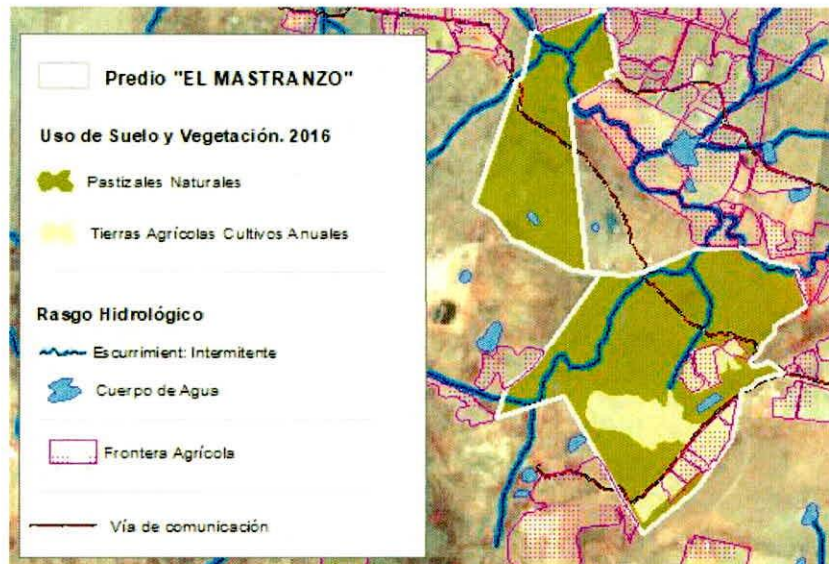 Predio "EL MASTRANZO"
Uso de Suelo y Vegetación. 2016
Pastizales Naturales
Tierras Agrícolas Cultivos Anuales
Rasgo Hidrológico
Escurrimient: Intermitente
Cuerpo de Agua
Frontera Agrícola
Vía de comunicación